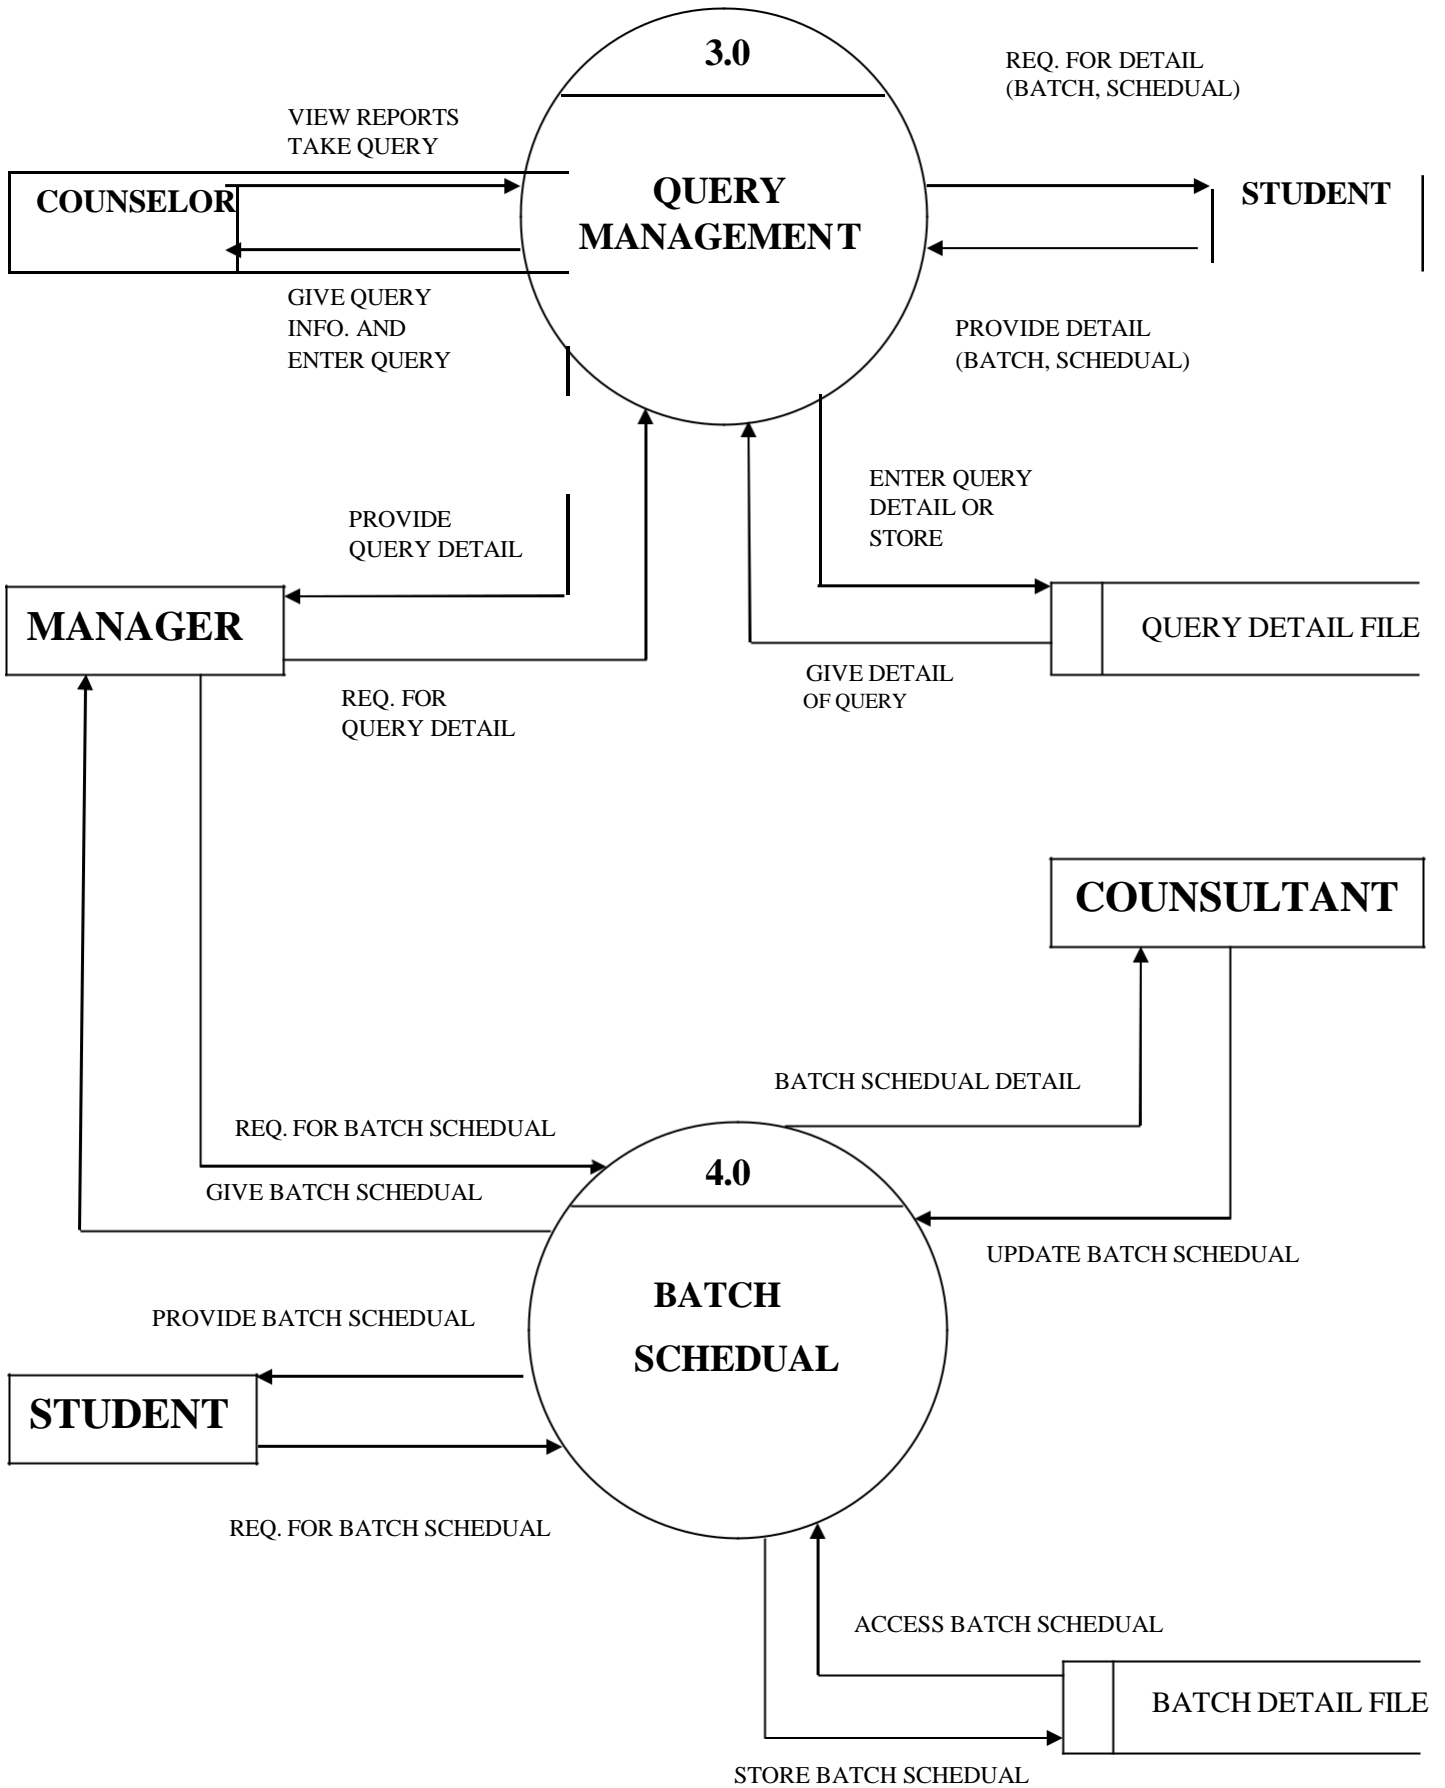 3.0
REQ. FOR DETAIL
(BATCH, SCHEDUAL)
VIEW REPORTS
TAKE QUERY
COUNSELOR
QUERY
MANAGEMENT
STUDENT
GIVE QUERY
INFO. AND
ENTER QUERY
PROVIDE DETAIL
(BATCH, SCHEDUAL)
ENTER QUERY
DETAIL OR
STORE
PROVIDE
QUERY DETAIL
MANAGER
QUERY DETAIL FILE
GIVE DETAIL
OF QUERY
REQ. FOR
QUERY DETAIL
COUNSULTANT
BATCH SCHEDUAL DETAIL
REQ. FOR BATCH SCHEDUAL
4.0
GIVE BATCH SCHEDUAL
UPDATE BATCH SCHEDUAL
BATCH
SCHEDUAL
PROVIDE BATCH SCHEDUAL
STUDENT
REQ. FOR BATCH SCHEDUAL
ACCESS BATCH SCHEDUAL
BATCH DETAIL FILE
STORE BATCH SCHEDUAL